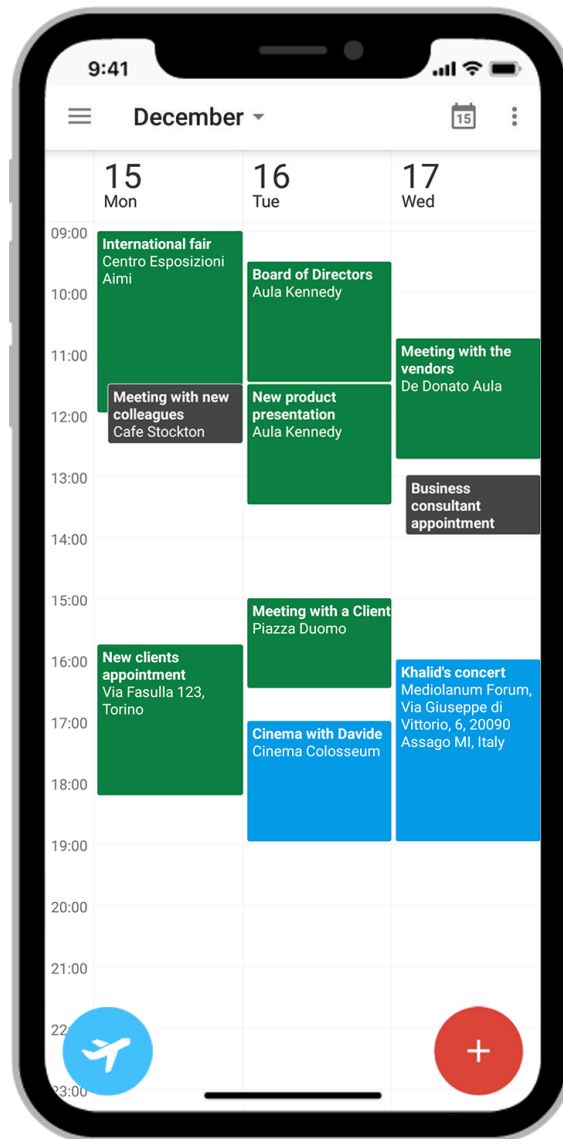 9:41
December
15
15
Mon
16
Tue
17
Wed
09:00
10:00
11:00
12:00
13:00
14:00
15:00
16:00
17:00
18:00
19:00
20:00
21:00
22
23:00
International fair
Centro Esposizioni
Aimi
Meeting with new
colleagues
Cafe Stockton
New clients
appointment
Via Fasulla 123,
Torino
Board of Directors
Aula Kennedy
New product
presentation
Aula Kennedy
Meeting with a Client
Piazza Duomo
Cinema with Davide
Cinema Colosseum
Meeting with the
vendors
De Donato Aula
Business
consultant
appointment
Khalid's concert
Mediolanum Forum,
Via Giuseppe di
Vittorio, 6, 20090
Assago MI, Italy